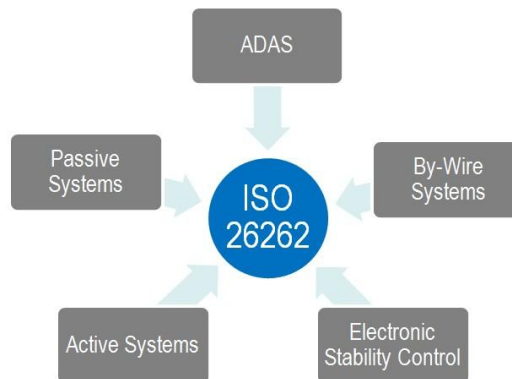 ADAS
Passive
Systems
By-Wire
Systems
ISO
26262
Active Systems
Electronic
Stability Control